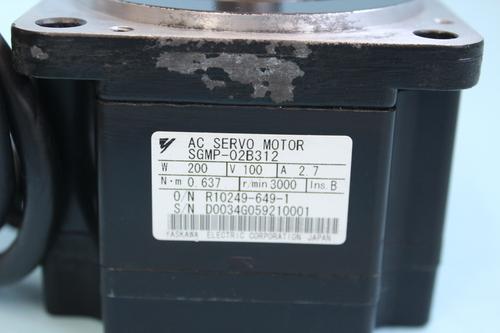 AC SERVO MOTOR
SGMP-02B312
W 200 V 100 A 2.7
N·m 0.637 r/min 3000 Ins. B
O/N R10249-649-1
S/N D0034G059210001
YASKAWA ELECTRIC CORPORATION JAPAN